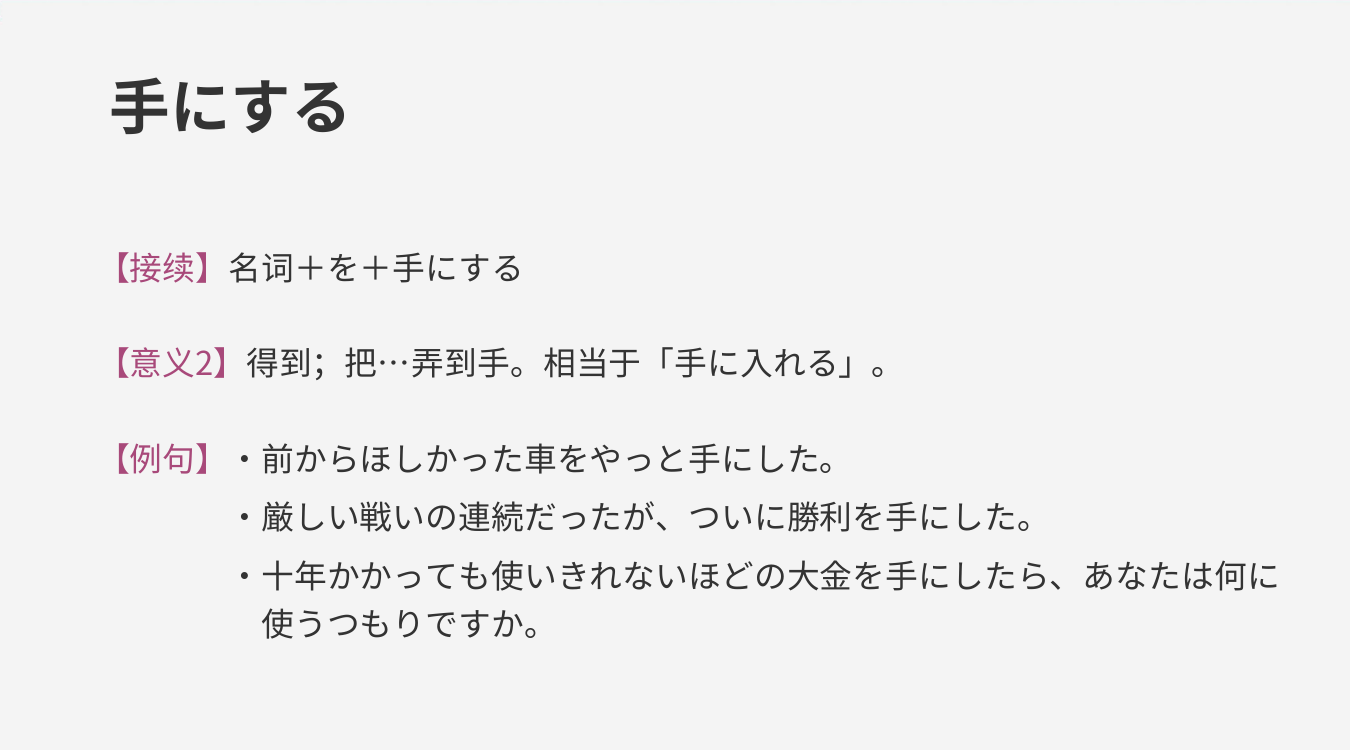 手にする
【接续】名词＋を＋手にする
【意义2】得到；把…弄到手。相当于「手に入れる」。
【例句】・前からほしかった車をやっと手にした。
・厳しい戦いの連続だったが、ついに勝利を手にした。
・十年かかっても使いきれないほどの大金を手にしたら、あなたは何に
使うつもりですか。